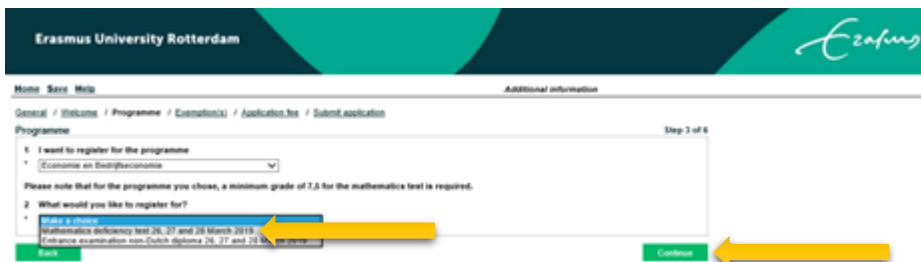 Erasmus University Rotterdam
Erasmus
Home Save Help Additional information
General / Welcome / Programme / Exemption(s) / Application fee / Submit application
Programme Step 3 of 6
1 I want to register for the programme
* Economie en Bedrijfseconomie
Please note that for the programme you chose, a minimum grade of 7,5 for the mathematics test is required.
2 What would you like to register for?
* Make a choice
Mathematics deficiency test 26, 27 and 28 March 2019
Entrance examination non-Dutch diploma 26, 27 and 28 March 2019
Back Continue